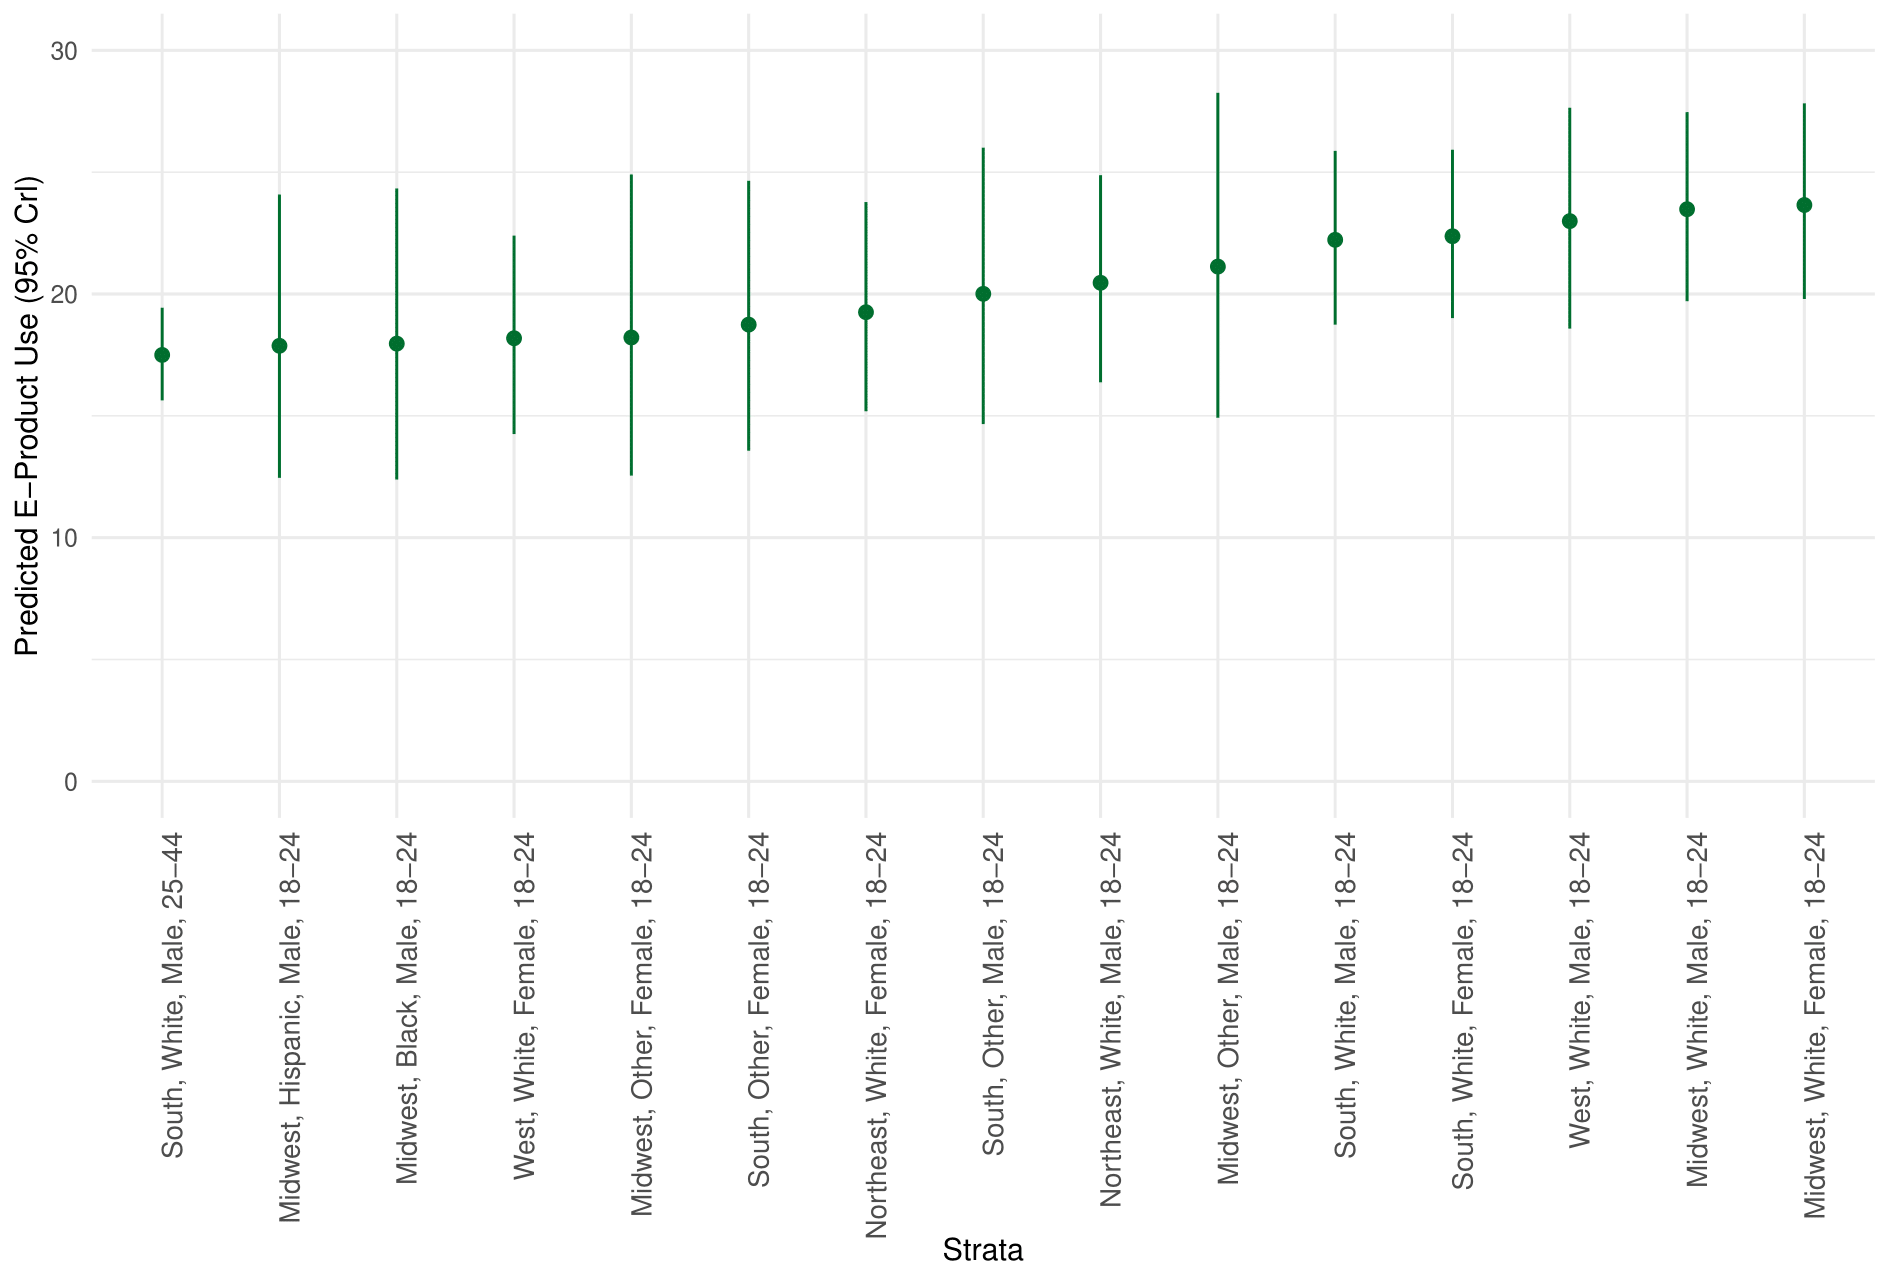 Predicted E−Product Use (95% CrI)
30
20
10
0
South, White, Male, 25−44
Midwest, Hispanic, Male, 18−24
Midwest, Black, Male, 18−24
West, White, Female, 18−24
Midwest, Other, Female, 18−24
South, Other, Female, 18−24
Northeast, White, Female, 18−24
South, Other, Male, 18−24
Northeast, White, Male, 18−24
Midwest, Other, Male, 18−24
South, White, Male, 18−24
South, White, Female, 18−24
West, White, Male, 18−24
Midwest, White, Male, 18−24
Midwest, White, Female, 18−24
Strata